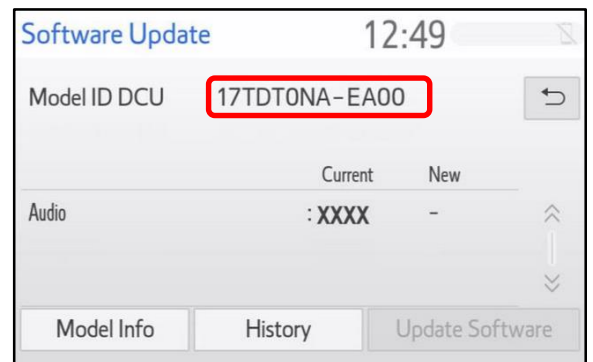 Software Update 12:49
Model ID DCU 17TDT0NA-EA00
Current New
Audio : XXXX -
Model Info History Update Software